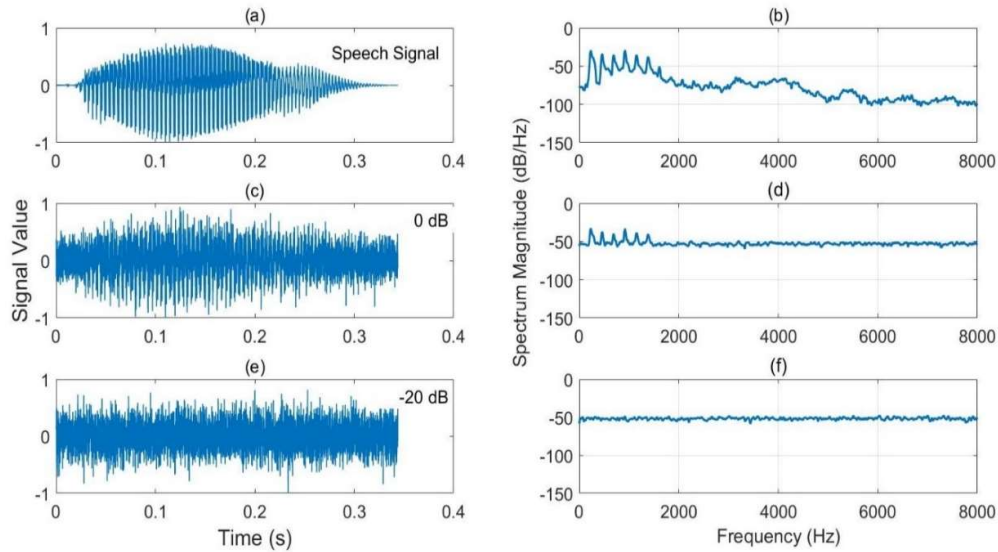 (a)
1
0
-1
Speech Signal
0 0.1 0.2 0.3 0.4
(b)
0
-50
-100
-150
0 2000 4000 6000 8000
(c)
1
0
-1
0 dB
0 0.1 0.2 0.3 0.4
(d)
0
-50
-100
-150
0 2000 4000 6000 8000
(e)
1
0
-1
-20 dB
0 0.1 0.2 0.3 0.4
(f)
0
-50
-100
-150
0 2000 4000 6000 8000
Signal Value
Time (s)
Spectrum Magnitude (dB/Hz)
Frequency (Hz)